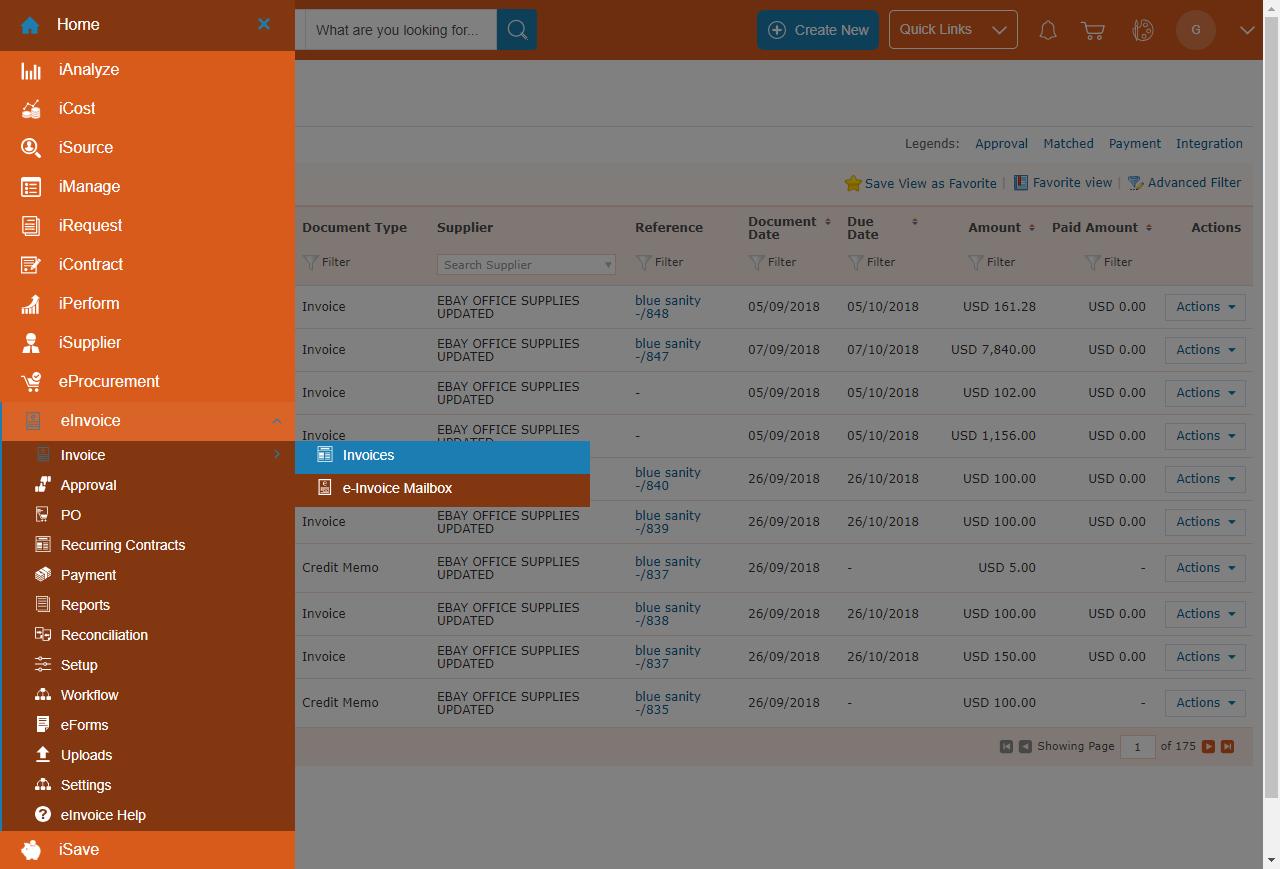 Home
What are you looking for...
Create New
Quick Links
G
iAnalyze
iCost
iSource
iManage
iRequest
iContract
iPerform
iSupplier
eProcurement
eInvoice
Invoice
Approval
PO
Recurring Contracts
Payment
Reports
Reconciliation
Setup
Workflow
eForms
Uploads
Settings
eInvoice Help
iSave
Invoices
e-Invoice Mailbox
Legends: Approval Matched Payment Integration
Save View as Favorite | Favorite view | Advanced Filter
Document Type Supplier Reference Document Date Due Date Amount Paid Amount Actions
Filter Search Supplier Filter Filter Filter Filter Filter
Invoice EBAY OFFICE SUPPLIES UPDATED blue sanity -/848 05/09/2018 05/10/2018 USD 161.28 USD 0.00 Actions
Invoice EBAY OFFICE SUPPLIES UPDATED blue sanity -/847 07/09/2018 07/10/2018 USD 7,840.00 USD 0.00 Actions
Invoice EBAY OFFICE SUPPLIES UPDATED - 05/09/2018 05/10/2018 USD 102.00 USD 0.00 Actions
Invoice EBAY OFFICE SUPPLIES UPDATED - 05/09/2018 05/10/2018 USD 1,156.00 USD 0.00 Actions
blue sanity -/840 26/09/2018 26/10/2018 USD 100.00 USD 0.00 Actions
Invoice EBAY OFFICE SUPPLIES UPDATED blue sanity -/839 26/09/2018 26/10/2018 USD 100.00 USD 0.00 Actions
Credit Memo EBAY OFFICE SUPPLIES UPDATED blue sanity -/837 26/09/2018 - USD 5.00 - Actions
Invoice EBAY OFFICE SUPPLIES UPDATED blue sanity -/838 26/09/2018 26/10/2018 USD 100.00 USD 0.00 Actions
Invoice EBAY OFFICE SUPPLIES UPDATED blue sanity -/837 26/09/2018 26/10/2018 USD 150.00 USD 0.00 Actions
Credit Memo EBAY OFFICE SUPPLIES UPDATED blue sanity -/835 26/09/2018 - USD 100.00 - Actions
Showing Page 1 of 175